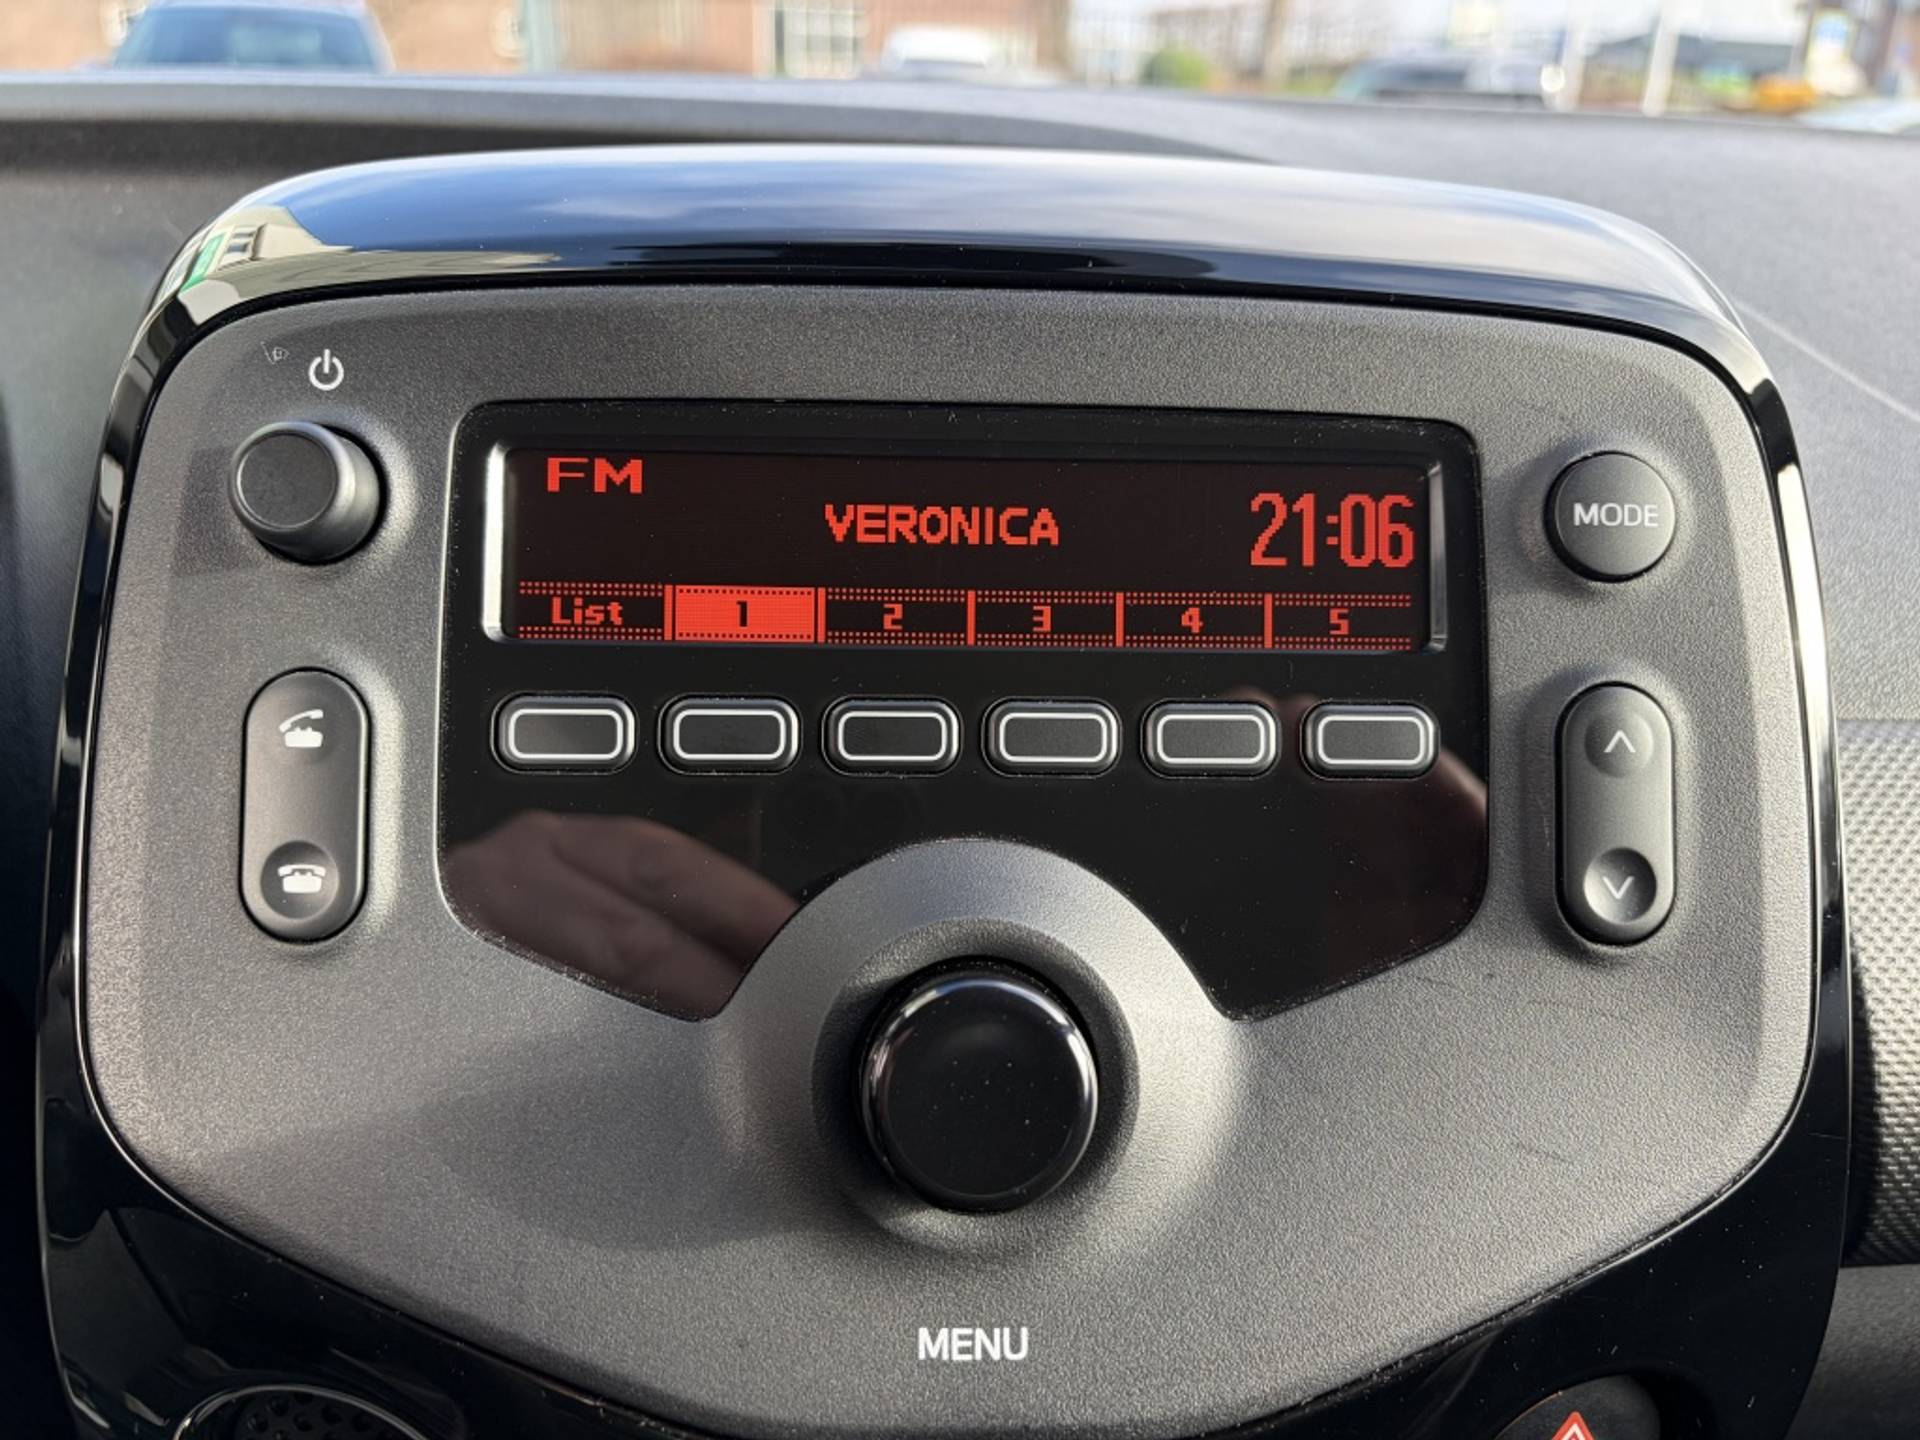 FM
VERONICA
21:06
MODE
List 1 2 3 4 5
MENU